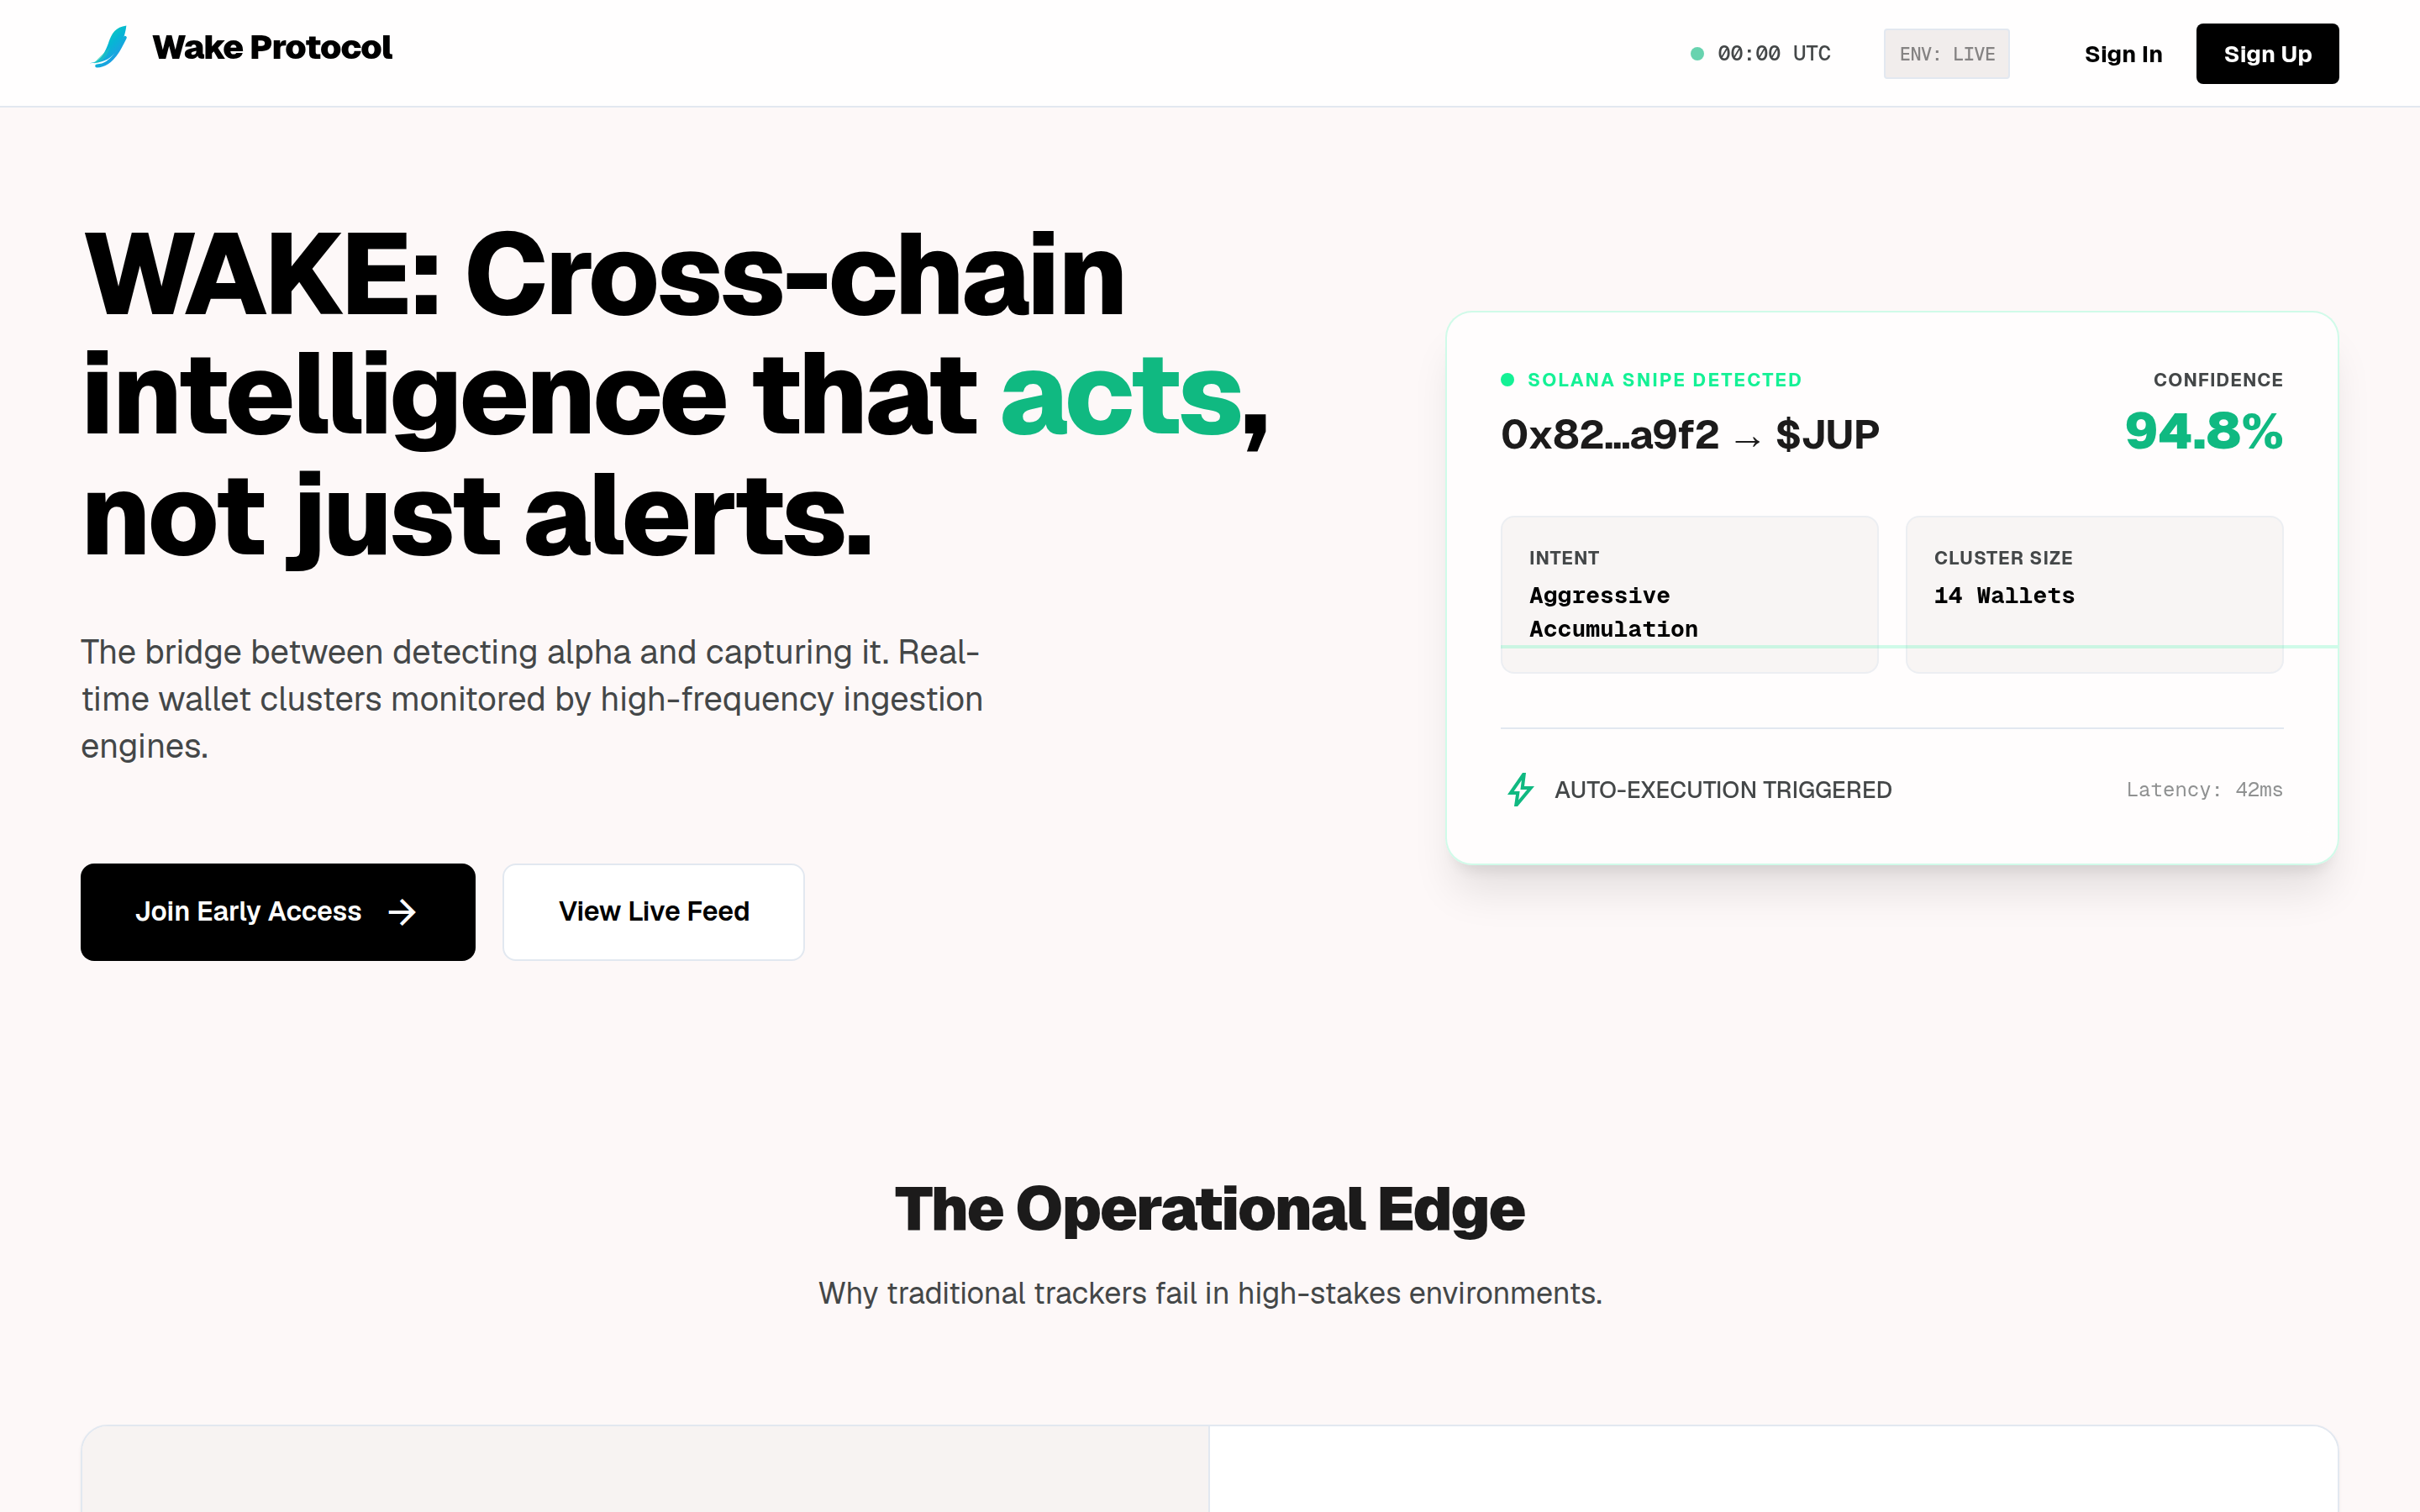 Wake Protocol
00:00 UTC
ENV: LIVE
Sign In
Sign Up
WAKE: Cross-chain
intelligence that acts,
not just alerts.
The bridge between detecting alpha and capturing it. Real-
time wallet clusters monitored by high-frequency ingestion
engines.
Join Early Access →
View Live Feed
SOLANA SNIPE DETECTED
0x82...a9f2 → $JUP
CONFIDENCE
94.8%
INTENT
Aggressive
Accumulation
CLUSTER SIZE
14 Wallets
AUTO-EXECUTION TRIGGERED
Latency: 42ms
The Operational Edge
Why traditional trackers fail in high-stakes environments.